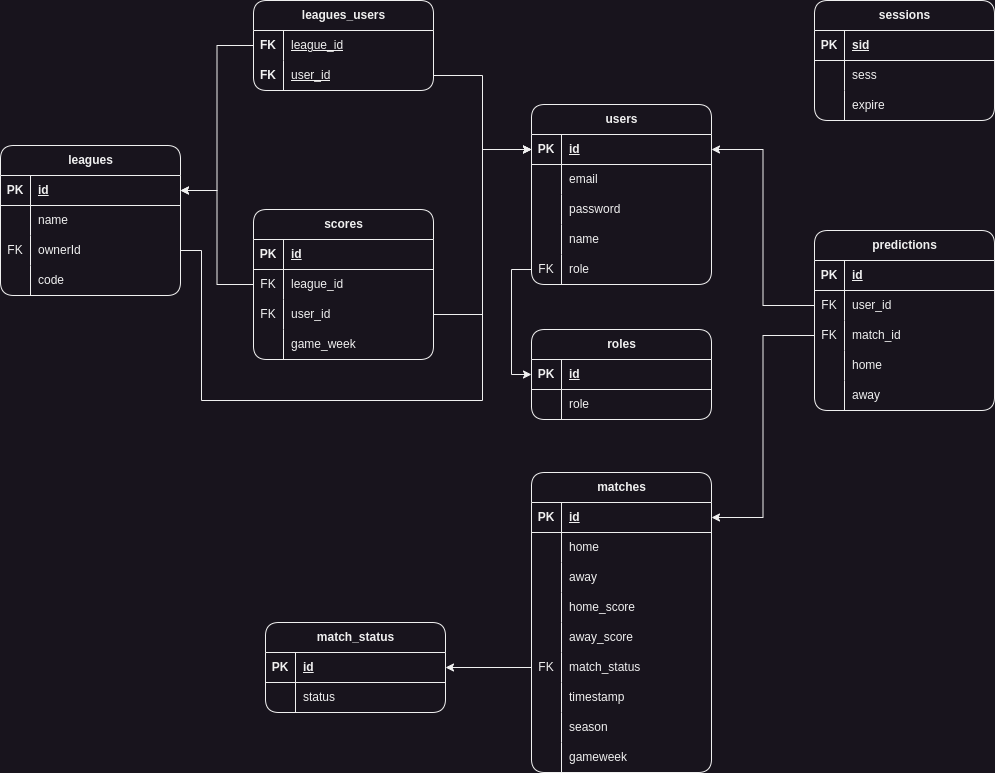 leagues_users
FK league_id
FK user_id
sessions
PK sid
sess
expire
users
PK id
email
password
name
FK role
leagues
PK id
name
FK ownerId
code
scores
PK id
FK league_id
FK user_id
game_week
predictions
PK id
FK user_id
FK match_id
home
away
roles
PK id
role
matches
PK id
home
away
home_score
away_score
FK match_status
timestamp
season
gameweek
match_status
PK id
status